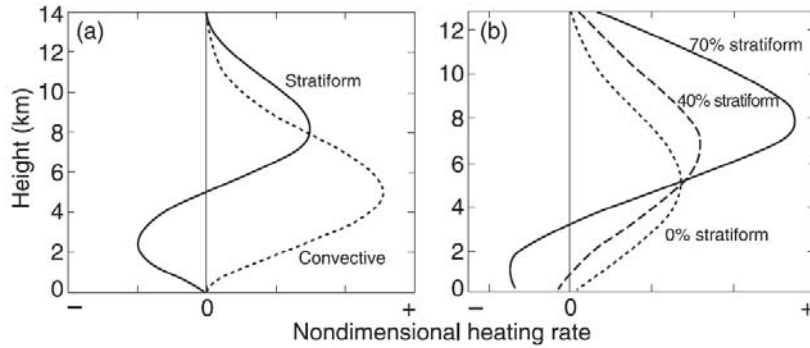 (a)
Stratiform
Convective
Height (km)
14
12
10
8
6
4
2
0
− 0 +
(b)
70% stratiform
40% stratiform
0% stratiform
12
10
8
6
4
2
0
− 0 +
Nondimensional heating rate